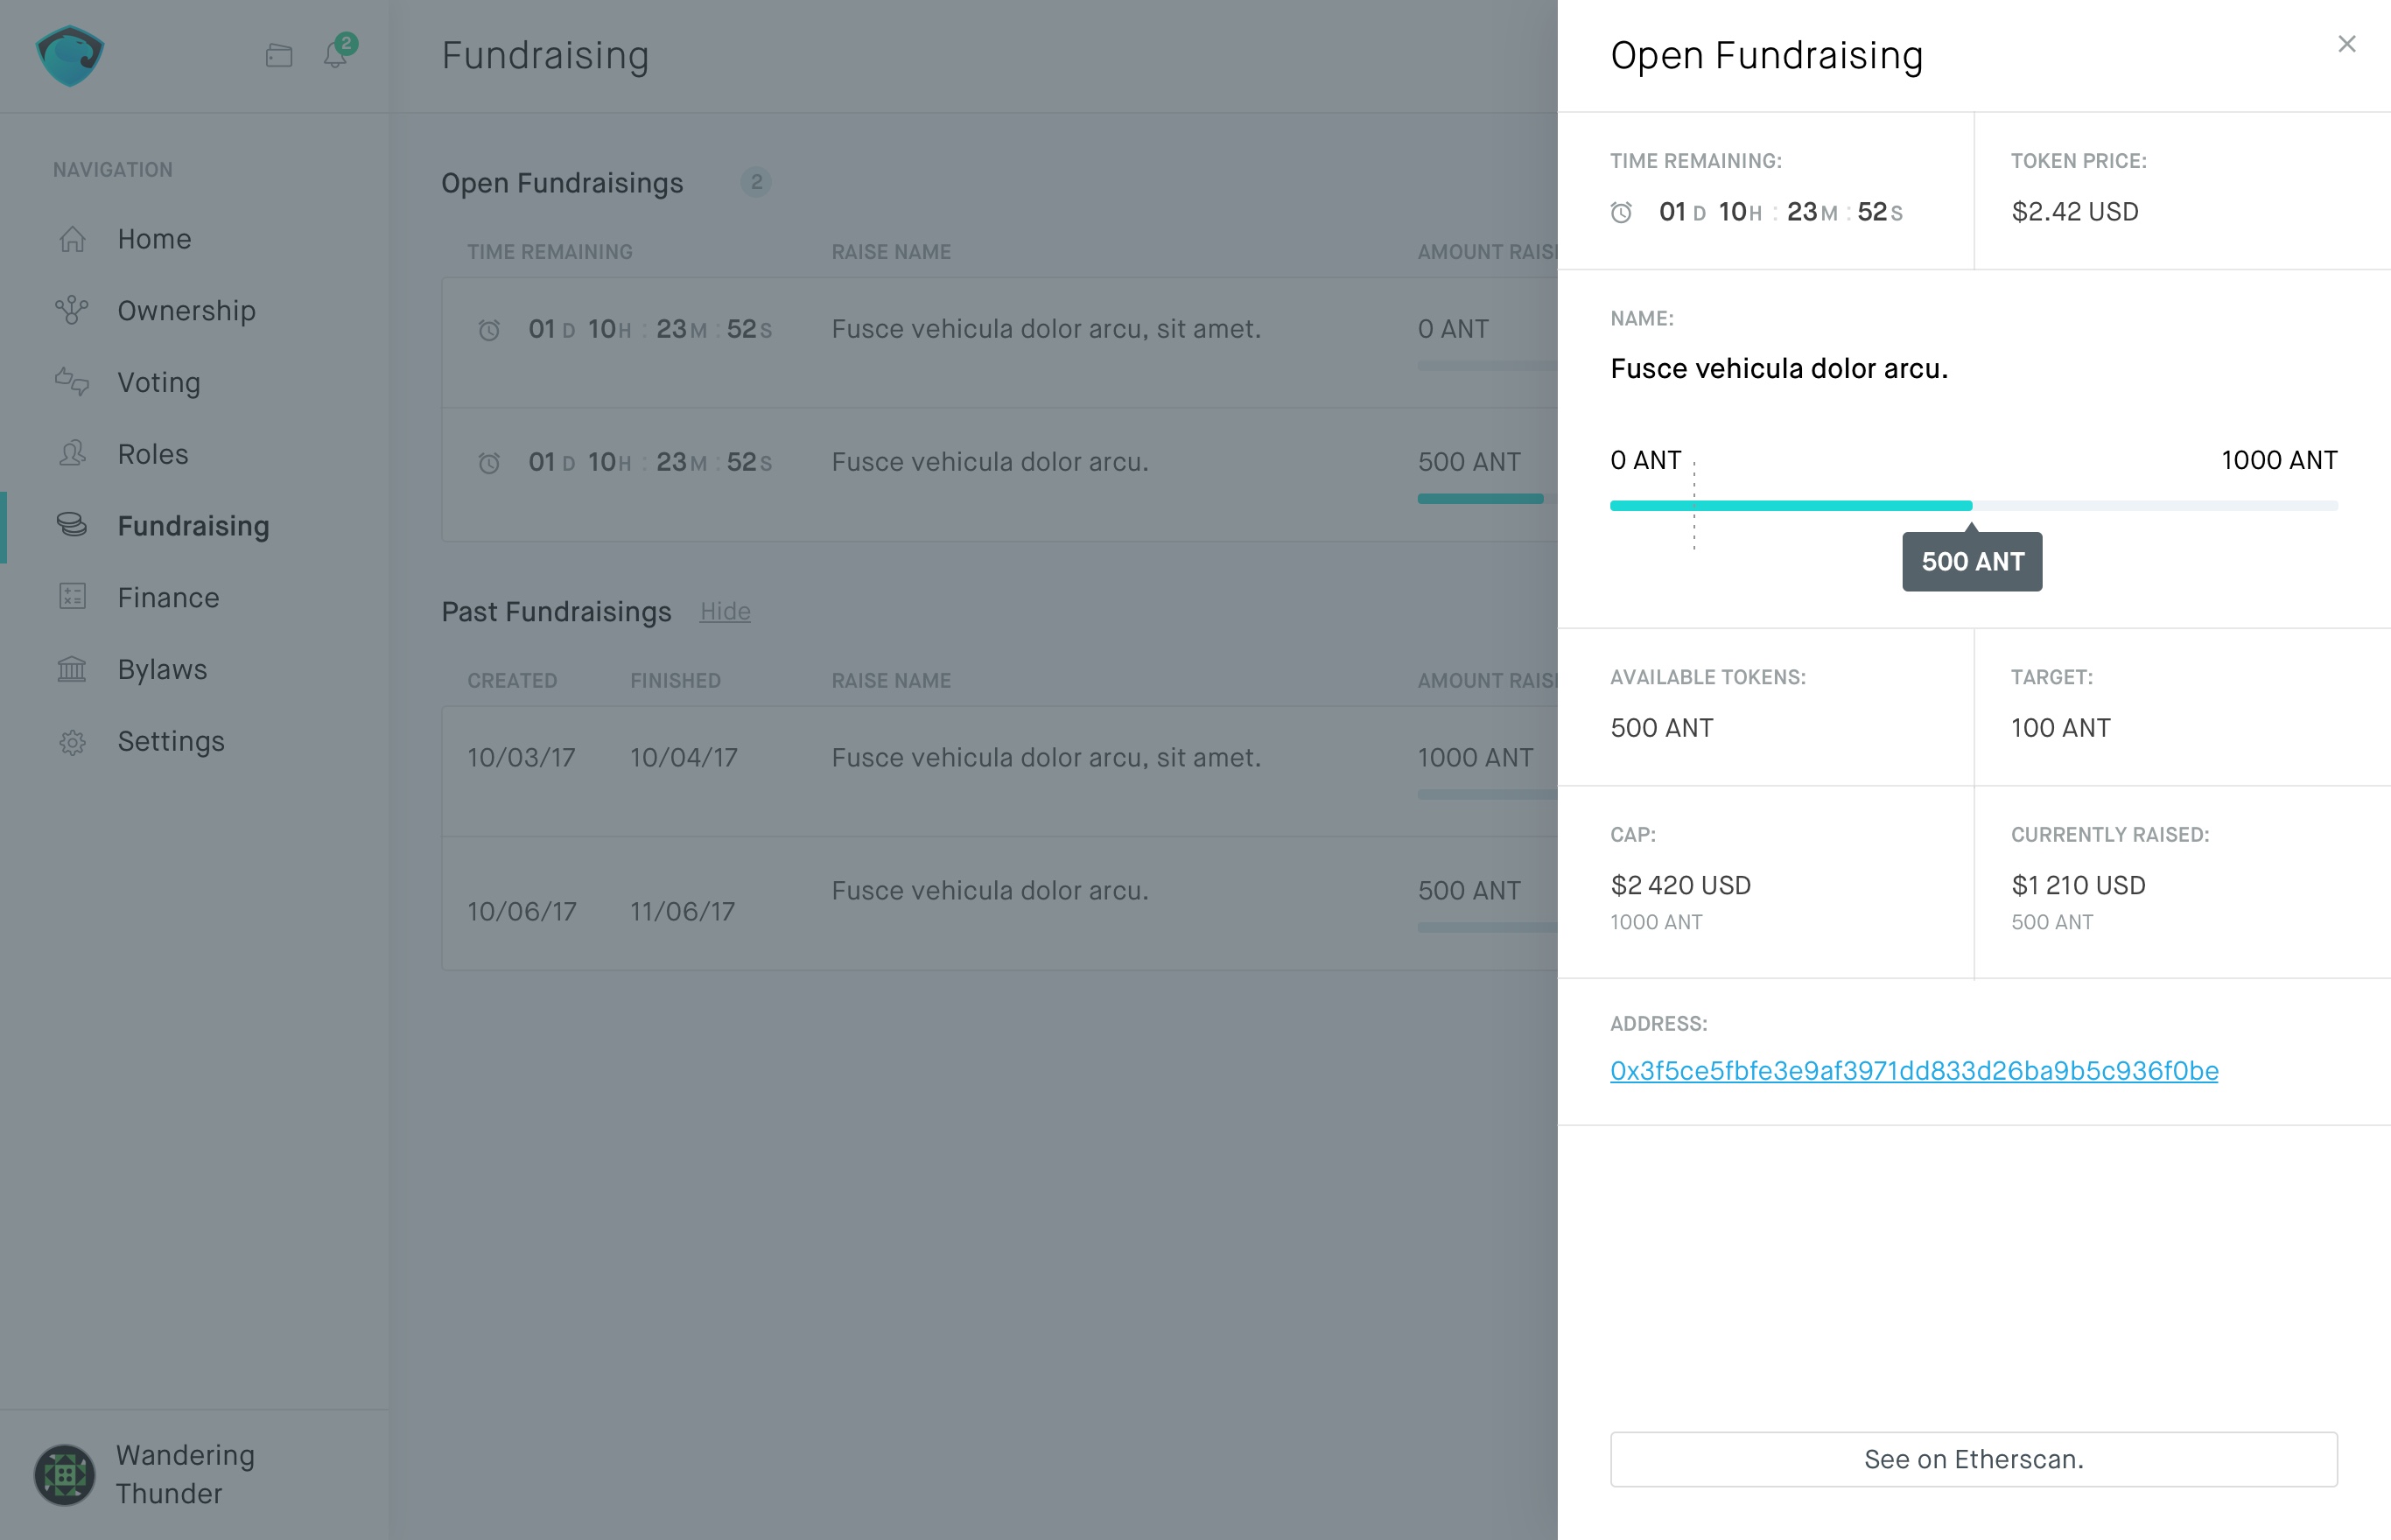 2
NAVIGATION
Home
Ownership
Voting
Roles
Fundraising
Finance
Bylaws
Settings
Wandering
Thunder
Fundraising
Open Fundraisings 2
TIME REMAINING RAISE NAME AMOUNT RAIS
01 D 10 H : 23 M : 52 S Fusce vehicula dolor arcu, sit amet. 0 ANT
01 D 10 H : 23 M : 52 S Fusce vehicula dolor arcu. 500 ANT
Past Fundraisings Hide
CREATED FINISHED RAISE NAME AMOUNT RAIS
10/03/17 10/04/17 Fusce vehicula dolor arcu, sit amet. 1000 ANT
10/06/17 11/06/17 Fusce vehicula dolor arcu. 500 ANT
Open Fundraising
TIME REMAINING: TOKEN PRICE:
01 D 10 H : 23 M : 52 S $2.42 USD
NAME:
Fusce vehicula dolor arcu.
0 ANT 1000 ANT
500 ANT
AVAILABLE TOKENS: TARGET:
500 ANT 100 ANT
CAP: CURRENTLY RAISED:
$2 420 USD $1 210 USD
1000 ANT 500 ANT
ADDRESS:
0x3f5ce5fbfe3e9af3971dd833d26ba9b5c936f0be
See on Etherscan.